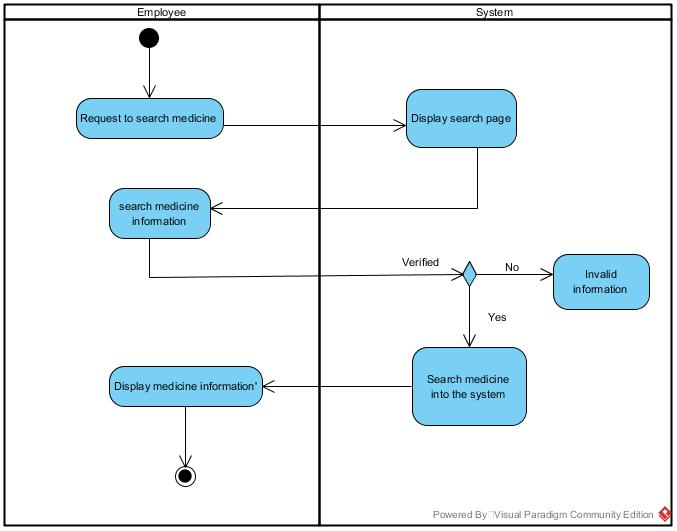 Employee
System
Request to search medicine
Display search page
search medicine
information
Verified
No
Invalid
information
Yes
Search medicine
into the system
Display medicine information'
Powered By Visual Paradigm Community Edition